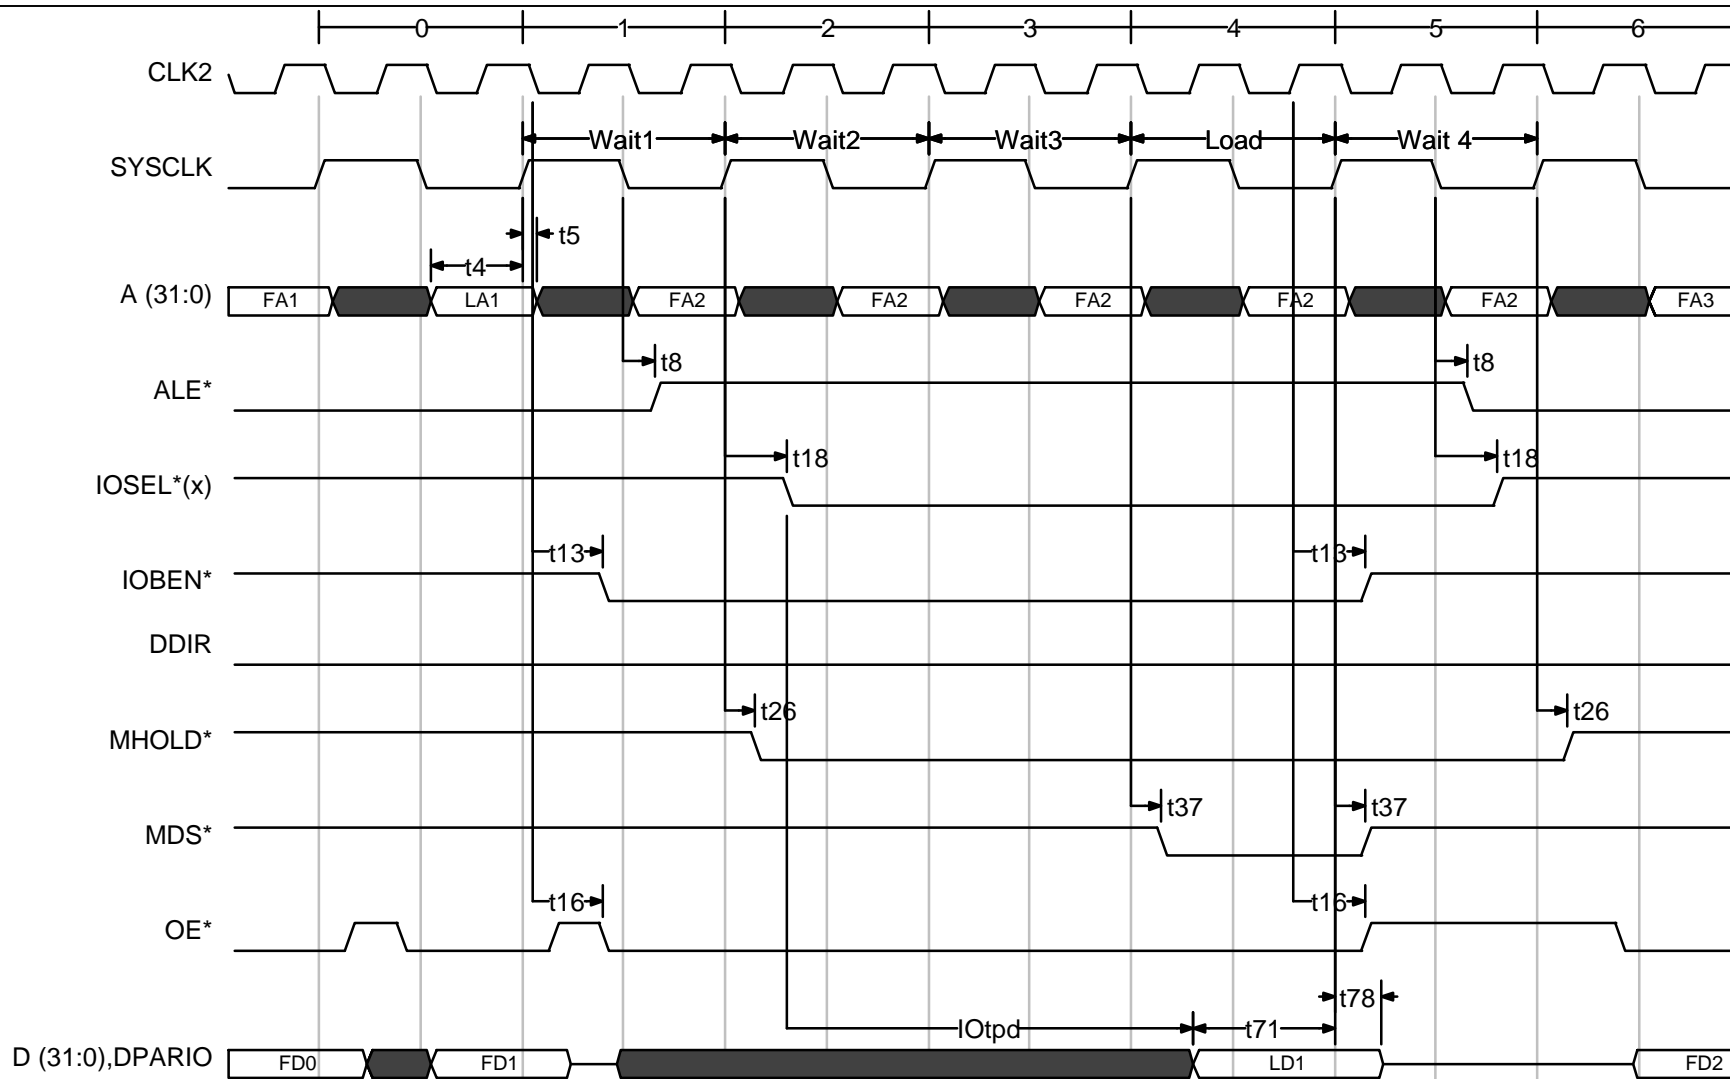 0 1 2 3 4 5 6
CLK2
Wait1 Wait2 Wait3 Load Wait 4
SYSCLK
t5
t4
A (31:0) FA1 LA1 FA2 FA2 FA2 FA2 FA2 FA3
t8 t8
ALE*
t18 t18
IOSEL*(x)
t13 t13
IOBEN*
DDIR
t26 t26
MHOLD*
t37 t37
MDS*
t16 t16
OE*
t78
IOtpd t71
D (31:0),DPARIO FD0 FD1 LD1 FD2